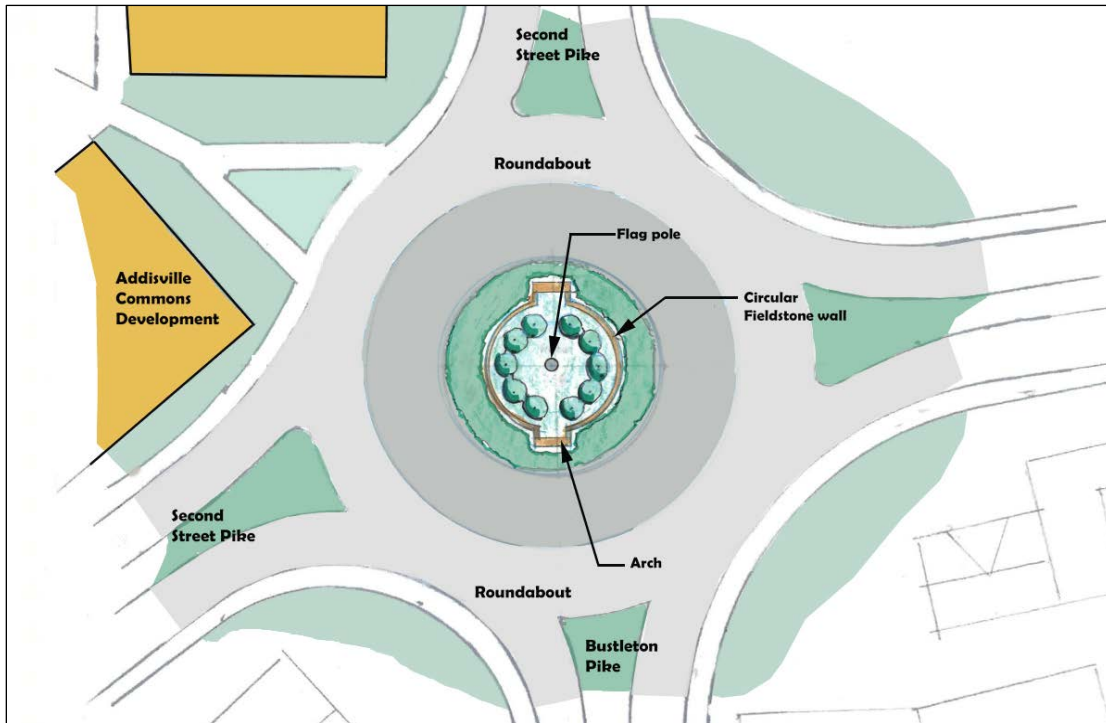 Second
Street Pike
Roundabout
Flag pole
Addisville
Commons
Development
Circular
Fieldstone wall
Second
Street Pike
Arch
Roundabout
Bustleton
Pike